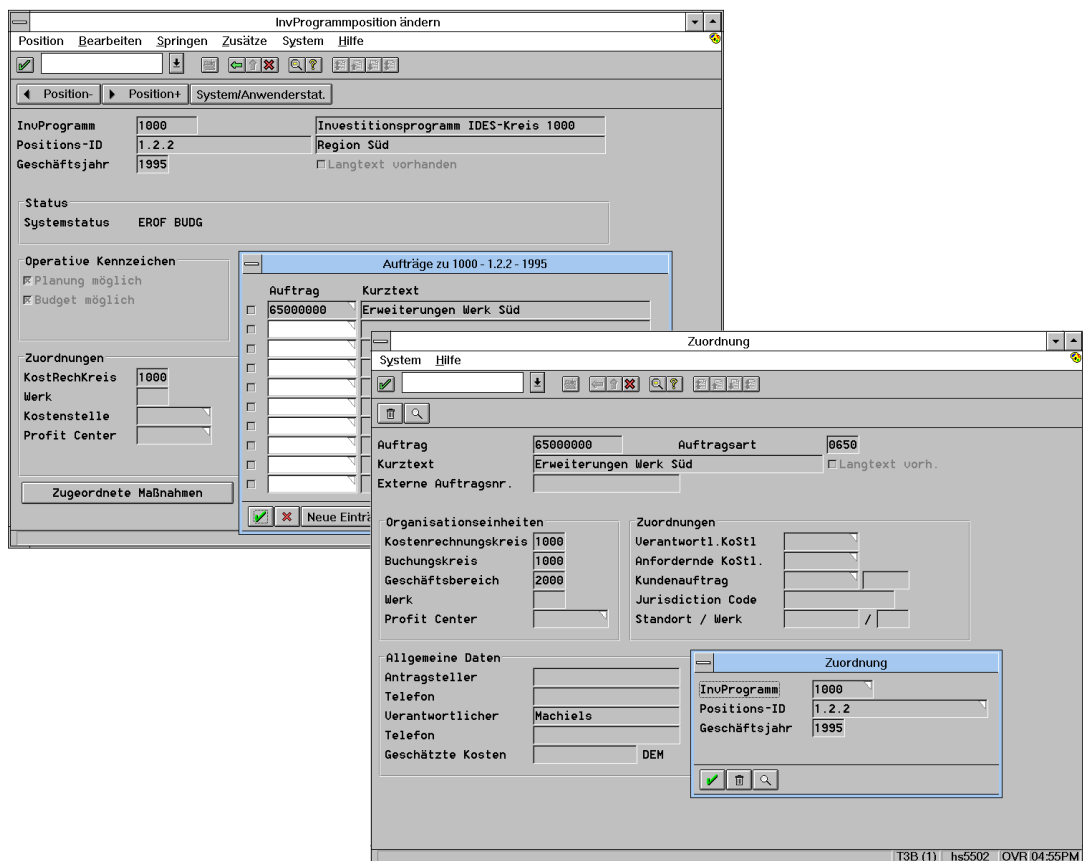 InvProgrammposition ändern
Position Bearbeiten Springen Zusätze System Hilfe
Position- Position+ System/Anwenderstat.
InvProgramm 1000 Investitionsprogramm IDES-Kreis 1000
Positions-ID 1.2.2 Region Süd
Geschäftsjahr 1995 Langtext vorhanden
Status
Systemstatus EROF BUDG
Operative Kennzeichen
Planung möglich
Budget möglich
Zuordnungen
KostRechKreis 1000
Werk
Kostenstelle
Profit Center
Zugeordnete Maßnahmen
Aufträge zu 1000 - 1.2.2 - 1995
Auftrag Kurztext
65000000 Erweiterungen Werk Süd
Neue Einträ
Zuordnung
System Hilfe
Auftrag 65000000 Auftragsart 0650
Kurztext Erweiterungen Werk Süd Langtext vorh.
Externe Auftragsnr.
Organisationseinheiten
Kostenrechnungskreis 1000
Buchungskreis 1000
Geschäftsbereich 2000
Werk
Profit Center
Zuordnungen
Verantwortl.KoStl
Anfordernde KoStl.
Kundenauftrag
Jurisdiction Code
Standort / Werk /
Allgemeine Daten
Antragsteller
Telefon
Verantwortlicher Machiels
Telefon
Geschätzte Kosten DEM
Zuordnung
InvProgramm 1000
Positions-ID 1.2.2
Geschäftsjahr 1995
T3B (1) hs5502 OVR 04:55PM